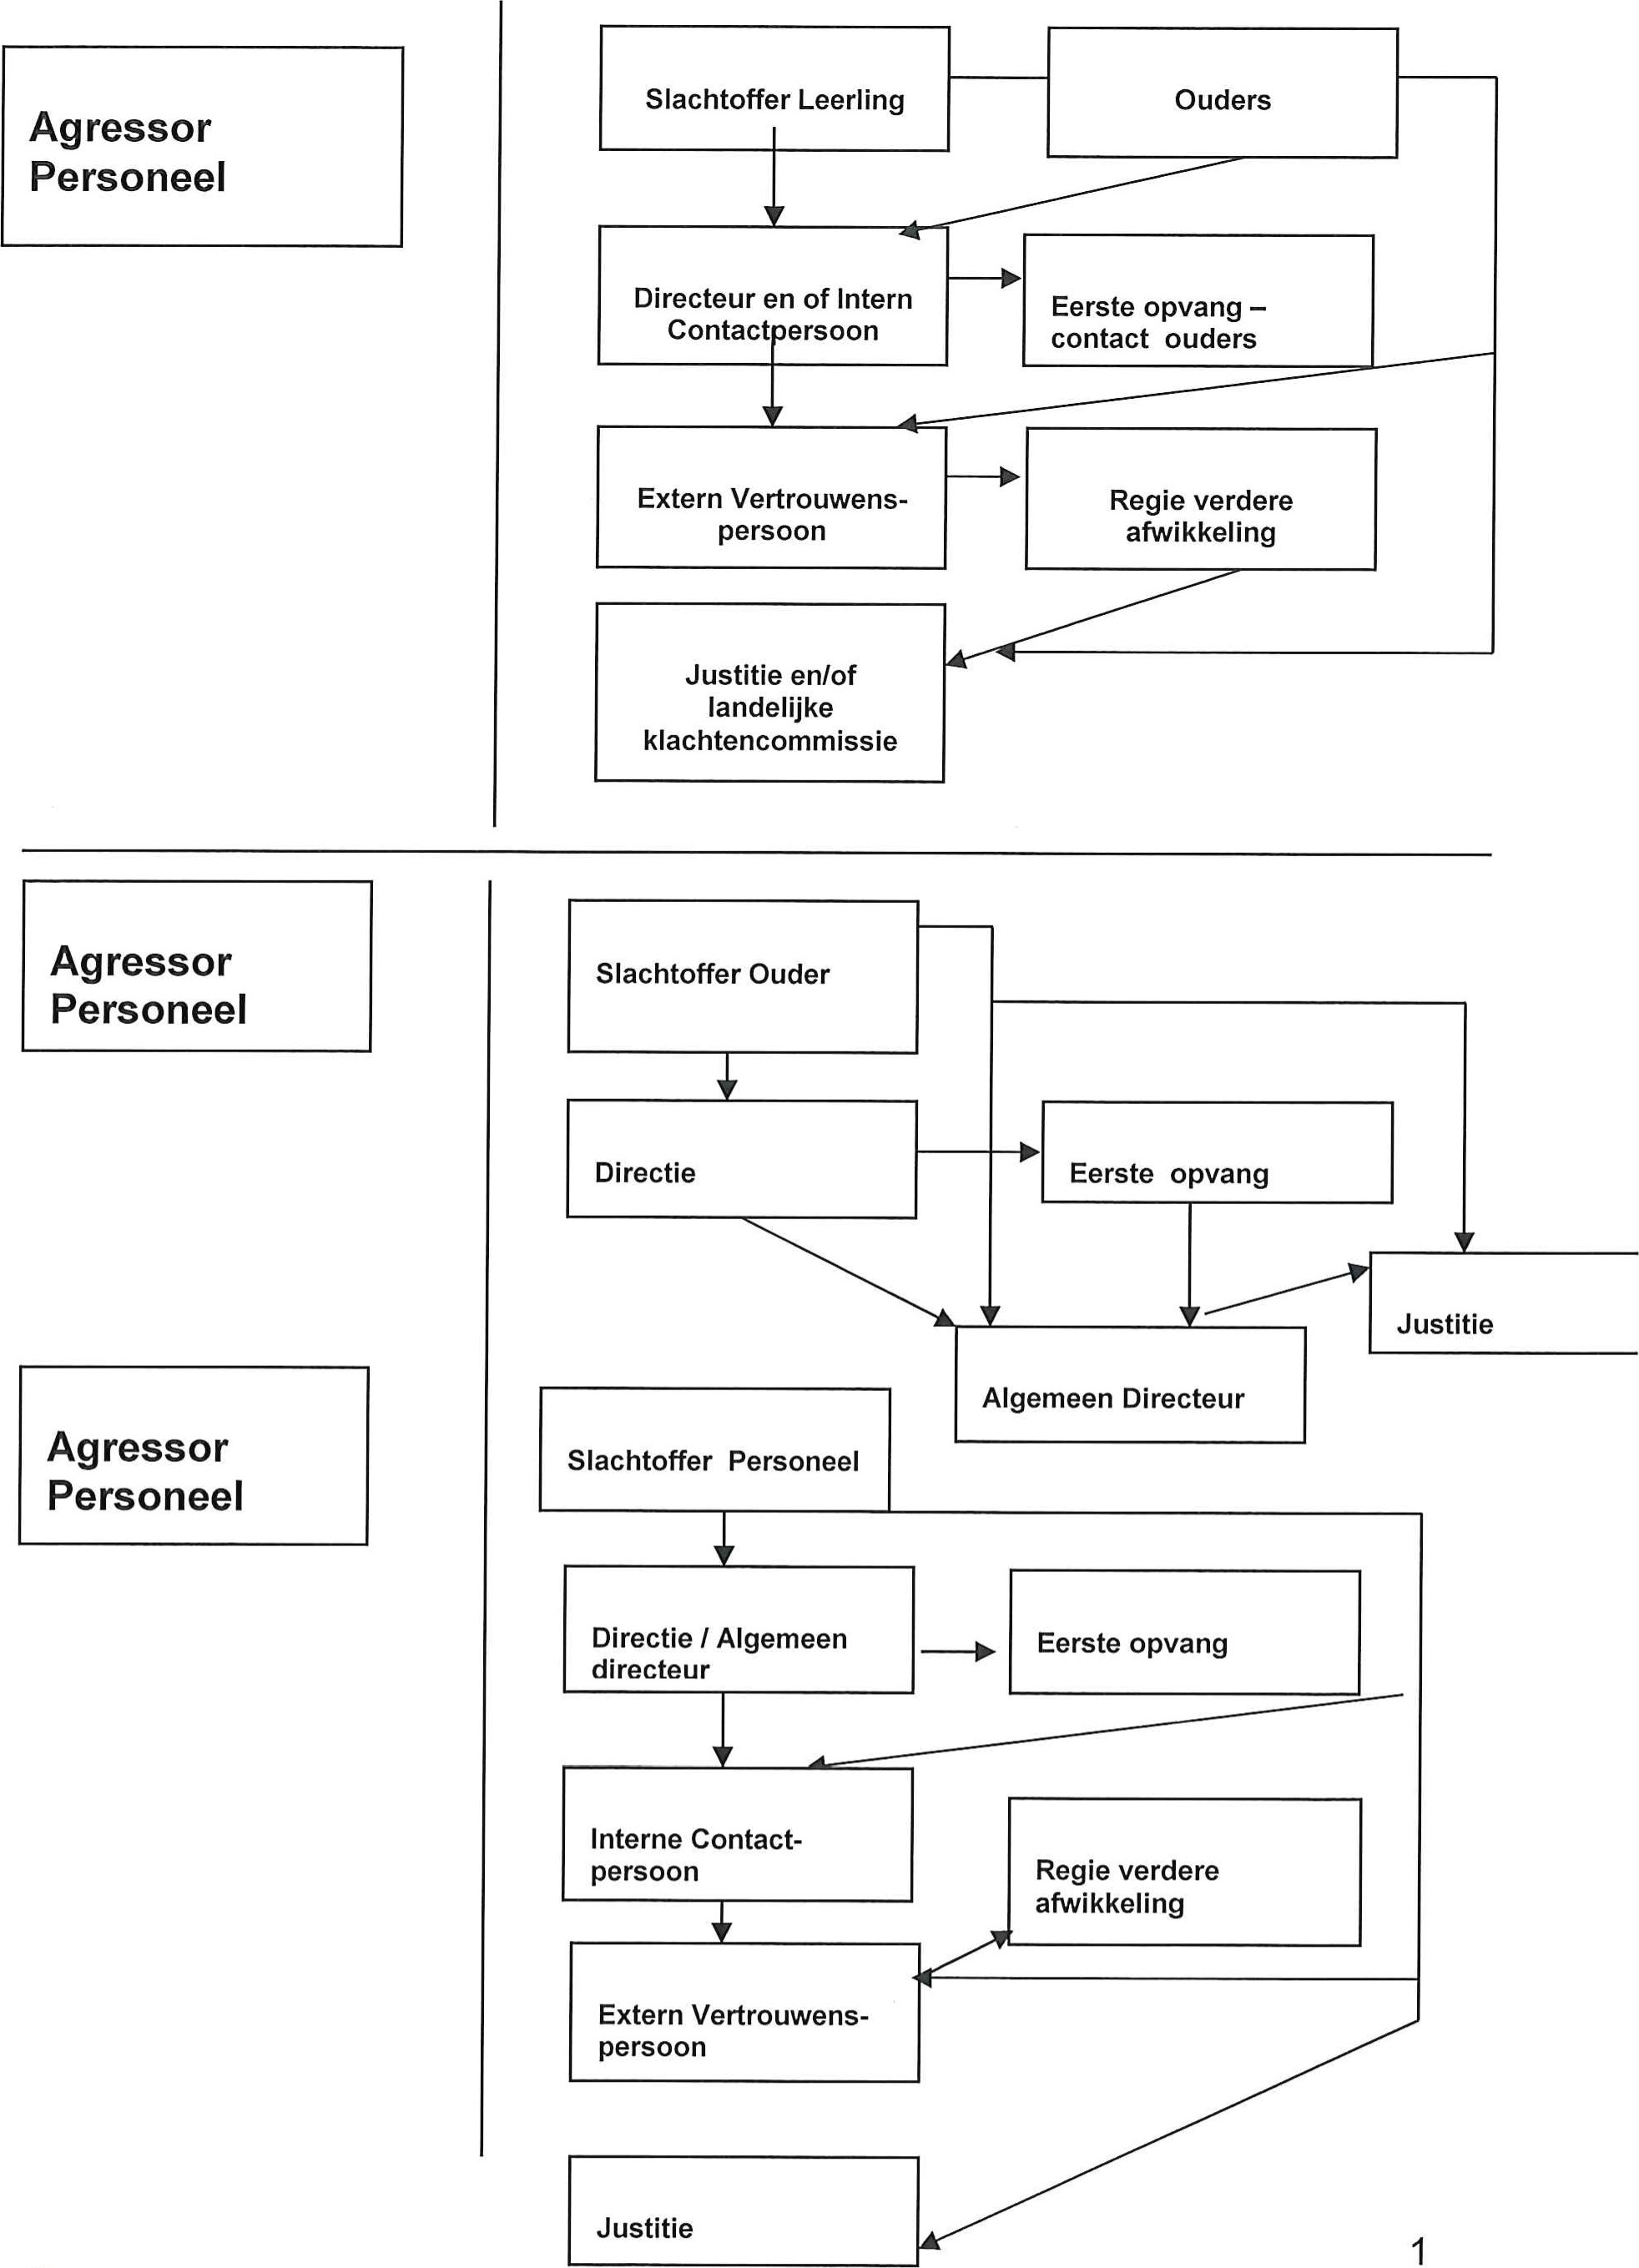 Agressor
Personeel
Slachtoffer Leerling
Ouders
Directeur en of Intern
Contactpersoon
Eerste opvang –
contact ouders
Extern Vertrouwens-
persoon
Regie verdere
afwikkeling
Justitie en/of
landelijke
klachtencommissie
Agressor
Personeel
Slachtoffer Ouder
Directie
Eerste opvang
Justitie
Algemeen Directeur
Agressor
Personeel
Slachtoffer Personeel
Directie / Algemeen
directeur
Eerste opvang
Interne Contact-
persoon
Regie verdere
afwikkeling
Extern Vertrouwens-
persoon
Justitie
1